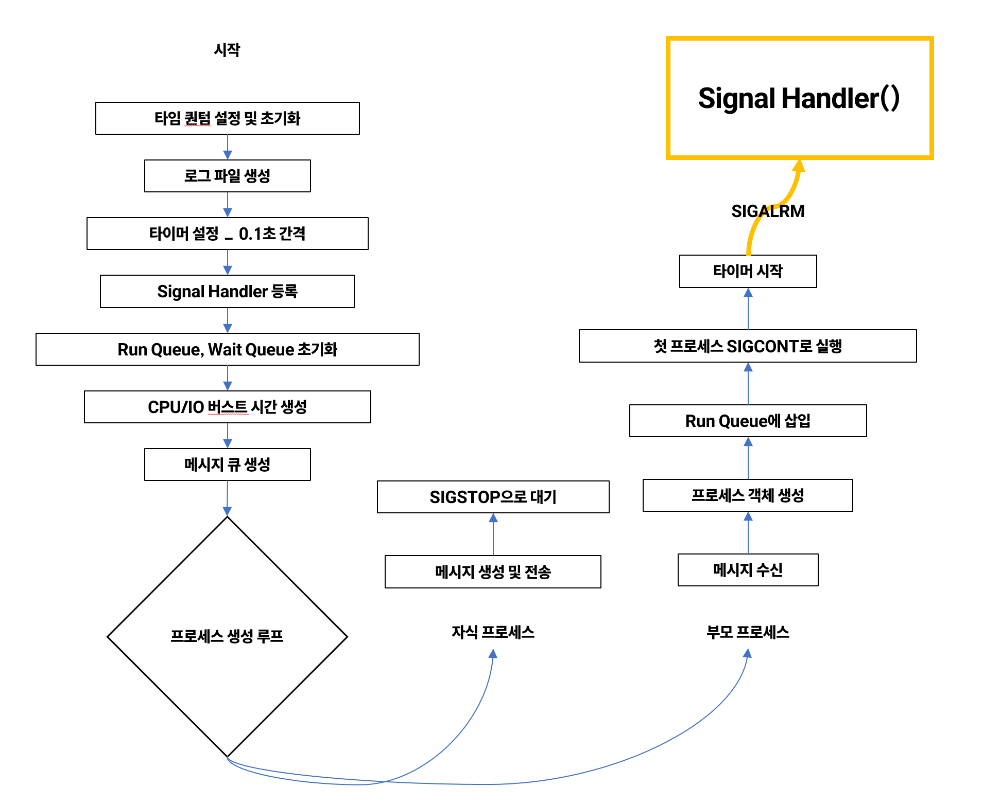 시작
타임 퀀텀 설정 및 초기화
로그 파일 생성
타이머 설정 _ 0.1초 간격
Signal Handler 등록
Run Queue, Wait Queue 초기화
CPU/IO 버스트 시간 생성
메시지 큐 생성
프로세스 생성 루프
자식 프로세스
메시지 생성 및 전송
SIGSTOP으로 대기
부모 프로세스
메시지 수신
프로세스 객체 생성
Run Queue에 삽입
첫 프로세스 SIGCONT로 실행
타이머 시작
SIGALRM
Signal Handler()